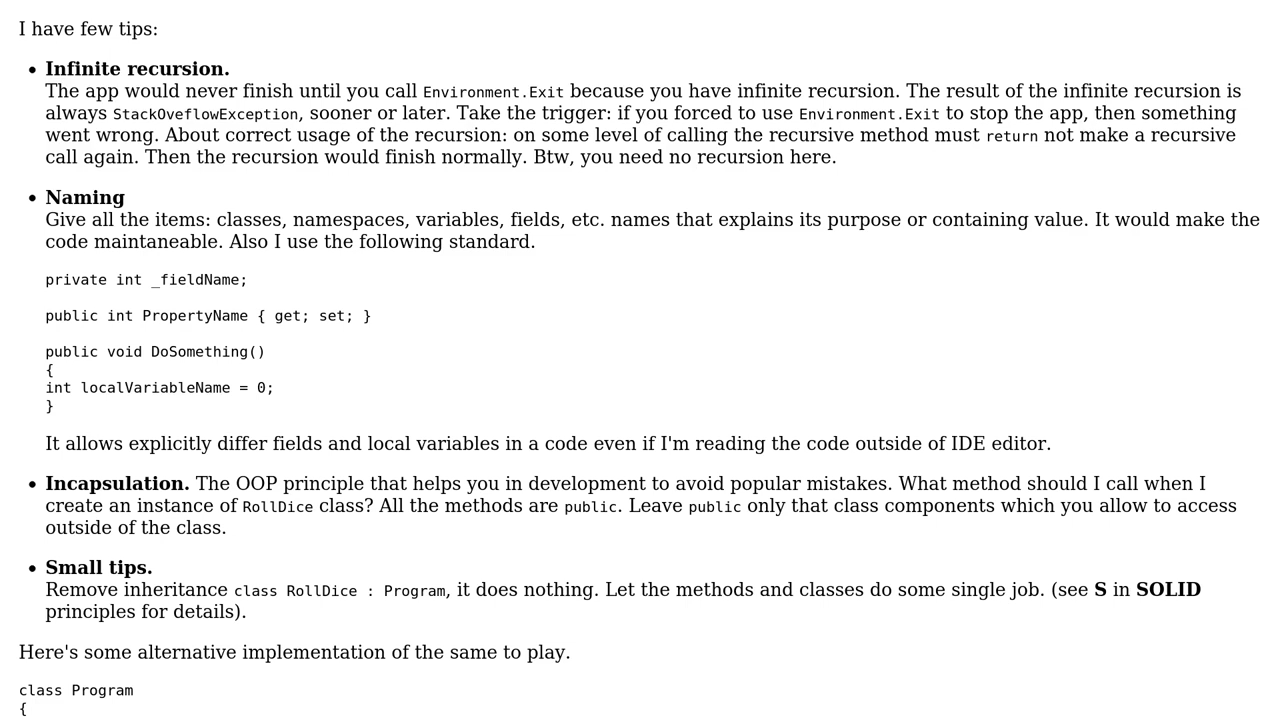 I have few tips:
Infinite recursion.
The app would never finish until you call Environment.Exit because you have infinite recursion. The result of the infinite recursion is
always StackOveflowException, sooner or later. Take the trigger: if you forced to use Environment.Exit to stop the app, then something
went wrong. About correct usage of the recursion: on some level of calling the recursive method must return not make a recursive
call again. Then the recursion would finish normally. Btw, you need no recursion here.
Naming
Give all the items: classes, namespaces, variables, fields, etc. names that explains its purpose or containing value. It would make the
code maintaneable. Also I use the following standard.
private int _fieldName;
public int PropertyName { get; set; }
public void DoSomething()
{
int localVariableName = 0;
}
It allows explicitly differ fields and local variables in a code even if I'm reading the code outside of IDE editor.
Incapsulation. The OOP principle that helps you in development to avoid popular mistakes. What method should I call when I
create an instance of RollDice class? All the methods are public. Leave public only that class components which you allow to access
outside of the class.
Small tips.
Remove inheritance class RollDice : Program, it does nothing. Let the methods and classes do some single job. (see S in SOLID
principles for details).
Here's some alternative implementation of the same to play.
class Program
{